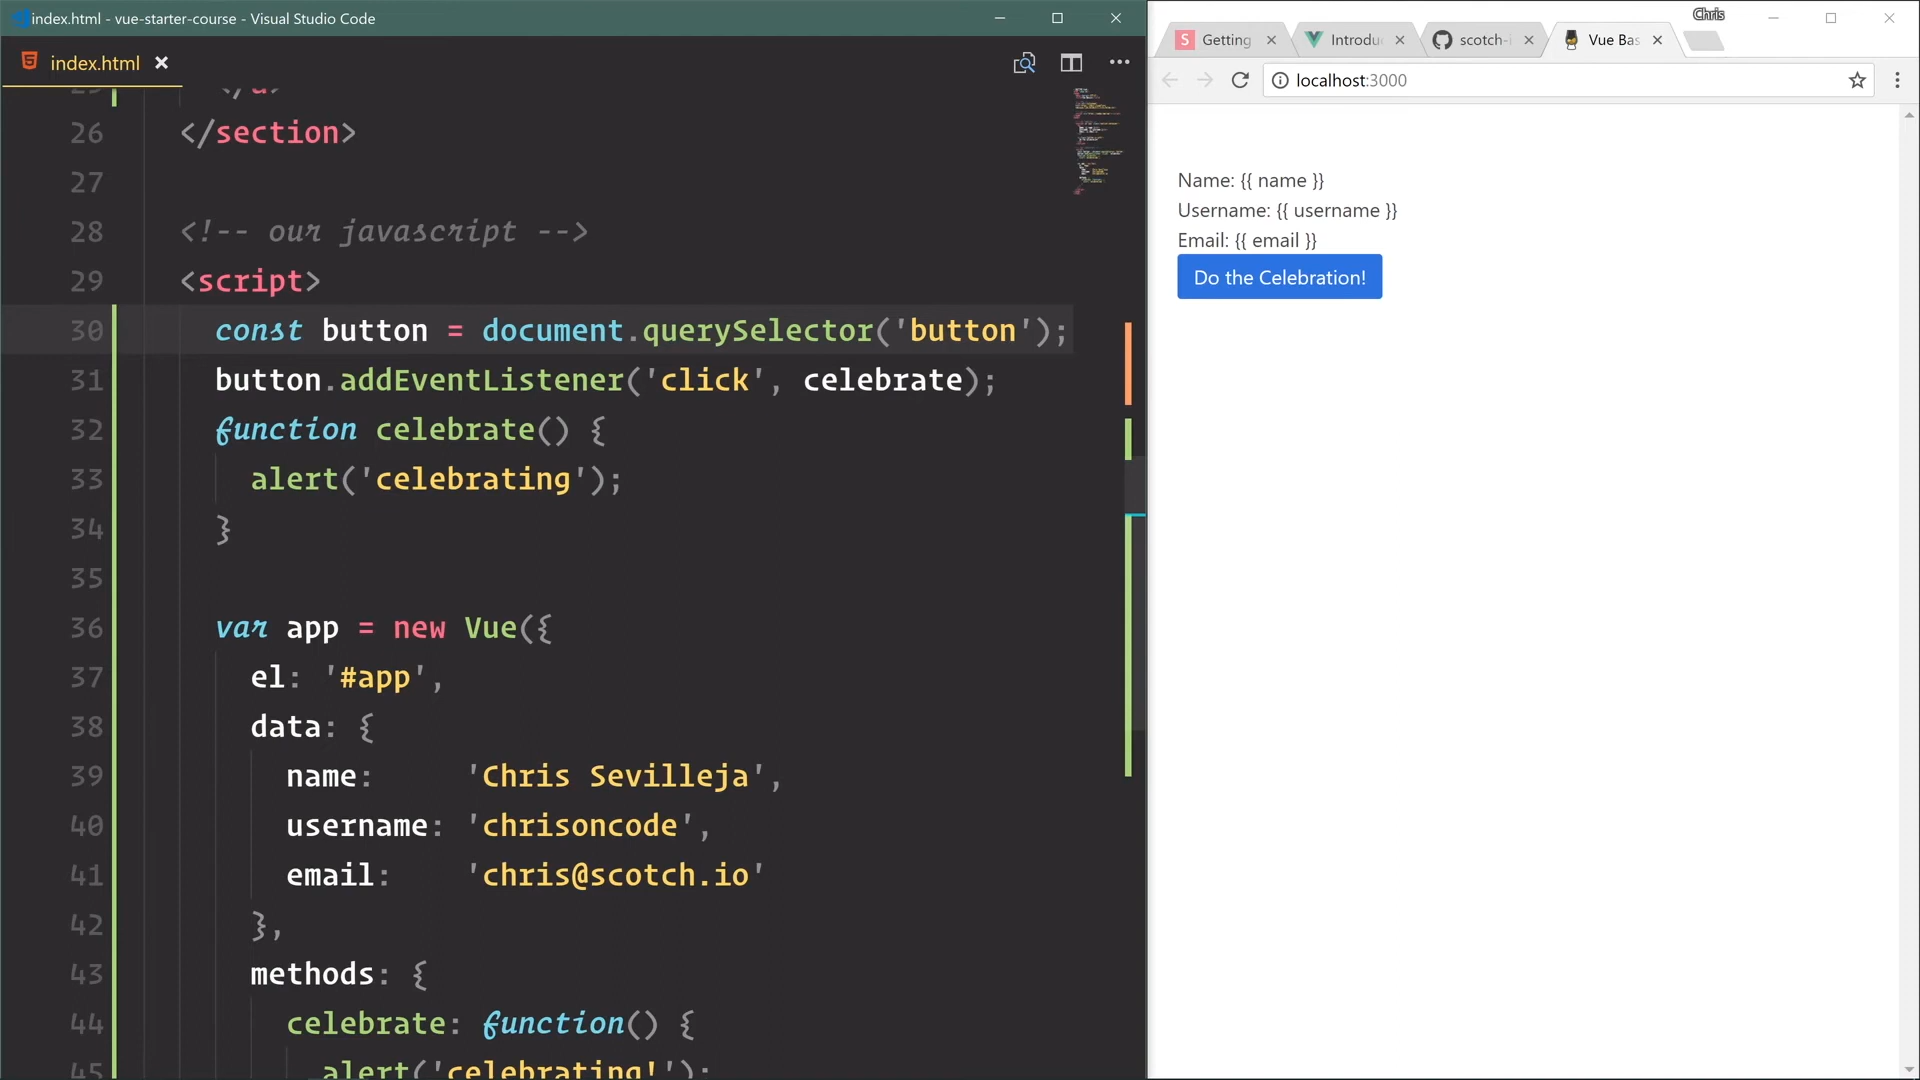 index.html - vue-starter-course - Visual Studio Code
index.html
26 </section>
27
28 <!-- our javascript -->
29 <script>
30 const button = document.querySelector('button');
31 button.addEventListener('click', celebrate);
32 function celebrate() {
33 alert('celebrating');
34 }
35
36 var app = new Vue({
37 el: '#app',
38 data: {
39 name: 'Chris Sevilleja',
40 username: 'chrisoncode',
41 email: 'chris@scotch.io'
42 },
43 methods: {
44 celebrate: function() {
45 alert('celebrating!');
Chris
S Getting
Introdu
scotch-
Vue Bas
localhost:3000
Name: {{ name }}
Username: {{ username }}
Email: {{ email }}
Do the Celebration!